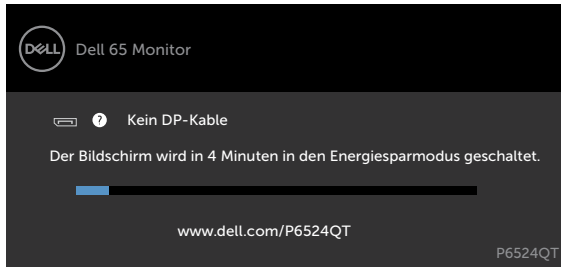 DELL Dell 65 Monitor
? Kein DP-Kable
Der Bildschirm wird in 4 Minuten in den Energiesparmodus geschaltet.
www.dell.com/P6524QT
P6524QT